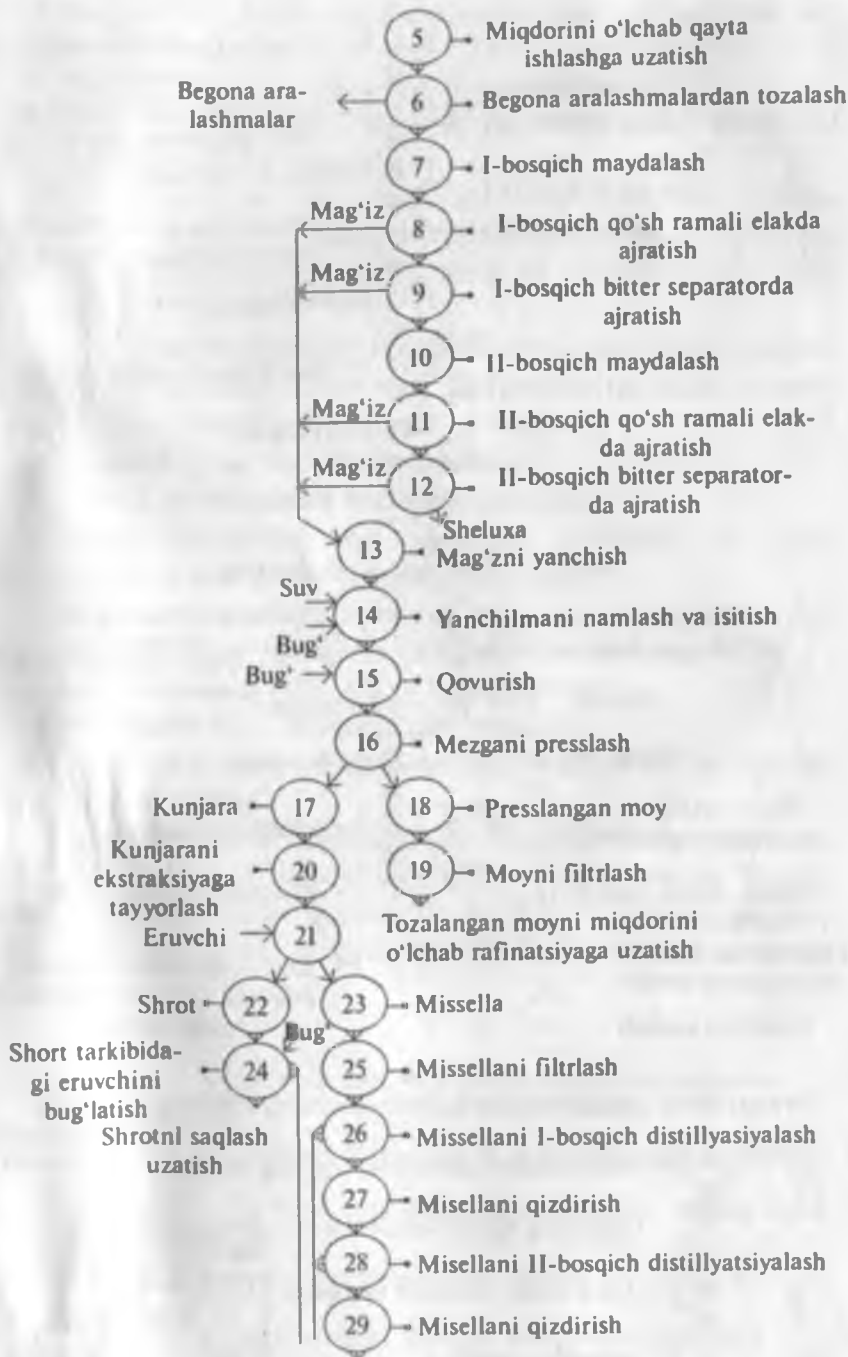 5
Miqdorini o‘lchab qayta
ishlashga uzatish
Begona ara-
lashmalar
6
Begona aralashmalardan tozalash
7
I-bosqich maydalash
Mag‘iz
8
I-bosqich qo‘sh ramali elakda
ajratish
Mag‘iz
9
I-bosqich bitter separatorda
ajratish
10
II-bosqich maydalash
Mag‘iz
11
II-bosqich qo‘sh ramali elak-
da ajratish
Mag‘iz
12
II-bosqich bitter separator-
da ajratish
Sheluxa
13
Mag‘zni yanchish
Suv
14
Yanchilmani namlash va isitish
Bug‘
Bug‘
15
Qovurish
16
Mezgani presslash
Kunjara
17
18
Presslangan moy
Kunjarani
ekstraksiyaga
tayyorlash
20
19
Moyni filtrlash
Eruvchi
21
Tozalangan moyni miqdorini
o‘lchab rafinatsiyaga uzatish
Shrot
22
23
Missella
Bug‘
Short tarkibida-
gi eruvchini
bug‘latish
24
25
Missellani filtrlash
Shrotni saqlash
uzatish
26
Missellani I-bosqich distillyasiyalash
27
Misellani qizdirish
28
Misellani II-bosqich distillyatsiyalash
29
Misellani qizdirish